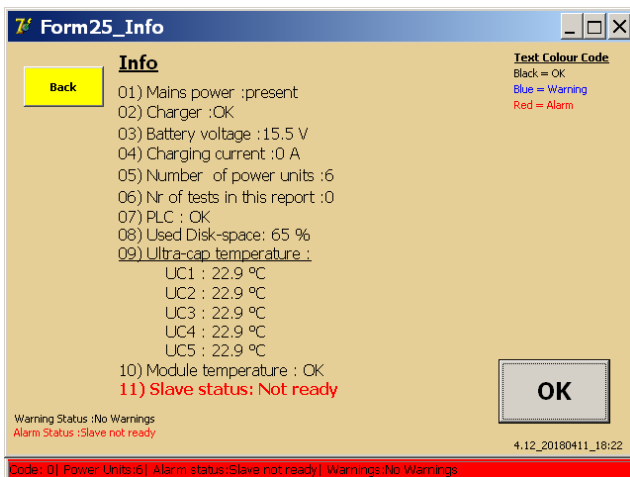 Form25_Info
Back
Info
01) Mains power :present
02) Charger :OK
03) Battery voltage :15.5 V
04) Charging current :0 A
05) Number of power units :6
06) Nr of tests in this report :0
07) PLC : OK
08) Used Disk-space: 65 %
09) Ultra-cap temperature :
UC1 : 22.9 ºC
UC2 : 22.9 ºC
UC3 : 22.9 ºC
UC4 : 22.9 ºC
UC5 : 22.9 ºC
10) Module temperature : OK
11) Slave status: Not ready
Text Colour Code
Black = OK
Blue = Warning
Red = Alarm
OK
Warning Status :No Warnings
Alarm Status :Slave not ready
4.12_20180411_18:22
Code: 0| Power Units:6| Alarm status:Slave not ready| Warnings:No Warnings